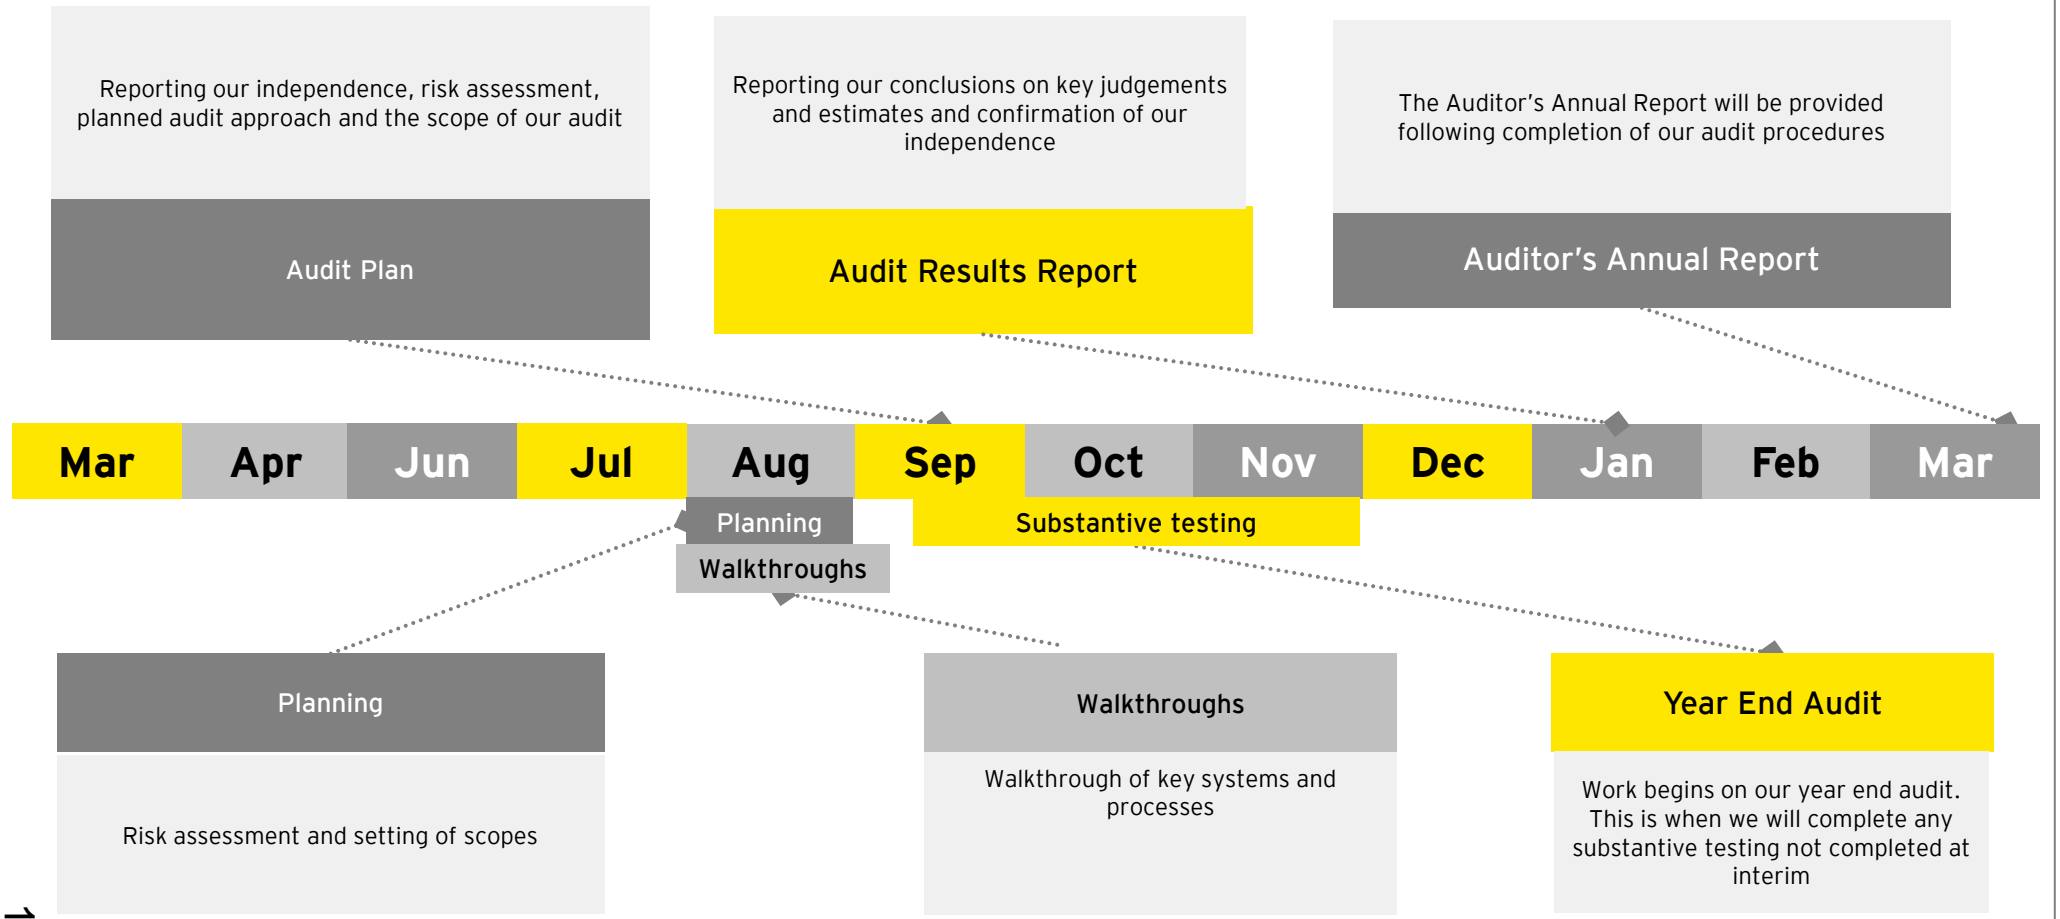 Reporting our independence, risk assessment,
planned audit approach and the scope of our audit
Audit Plan
Reporting our conclusions on key judgements
and estimates and confirmation of our
independence
Audit Results Report
The Auditor’s Annual Report will be provided
following completion of our audit procedures
Auditor’s Annual Report
Mar Apr Jun Jul Aug Sep Oct Nov Dec Jan Feb Mar
Planning
Substantive testing
Walkthroughs
Planning
Risk assessment and setting of scopes
Walkthroughs
Walkthrough of key systems and
processes
Year End Audit
Work begins on our year end audit.
This is when we will complete any
substantive testing not completed at
interim
1